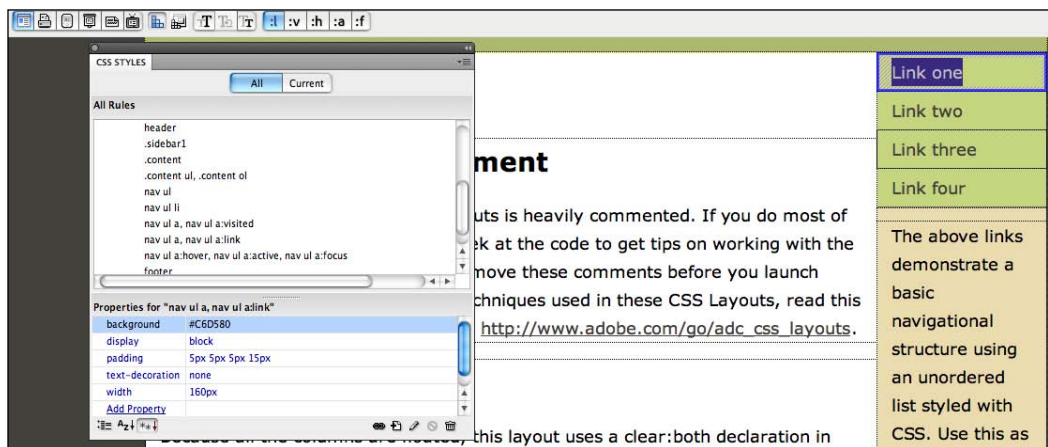 :l :v :h :a :f
CSS STYLES
All Current
All Rules
header
.sidebar1
.content
.content ul, .content ol
nav ul
nav ul li
nav ul a, nav ul a:visited
nav ul a, nav ul a:link
nav ul a:hover, nav ul a:active, nav ul a:focus
footer
Properties for "nav ul a, nav ul a:link"
background #C6D580
display block
padding 5px 5px 5px 15px
text-decoration none
width 160px
Add Property
ment
uts is heavily commented. If you do most of
ek at the code to get tips on working with the
move these comments before you launch
chniques used in these CSS Layouts, read this
http://www.adobe.com/go/adc_css_layouts.
Because all the columns are floated, this layout uses a clear:both declaration in
Link one
Link two
Link three
Link four
The above links
demonstrate a
basic
navigational
structure using
an unordered
list styled with
CSS. Use this as